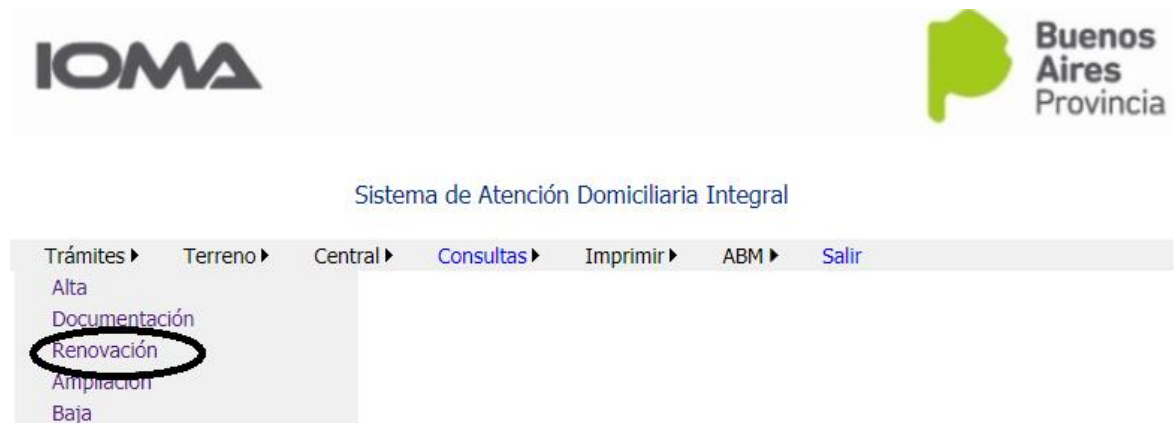 IOMA
Buenos
Aires
Provincia
Sistema de Atención Domiciliaria Integral
Trámites Terreno Central Consultas Imprimir ABM Salir
Alta
Documentación
Renovación
Ampliación
Baja